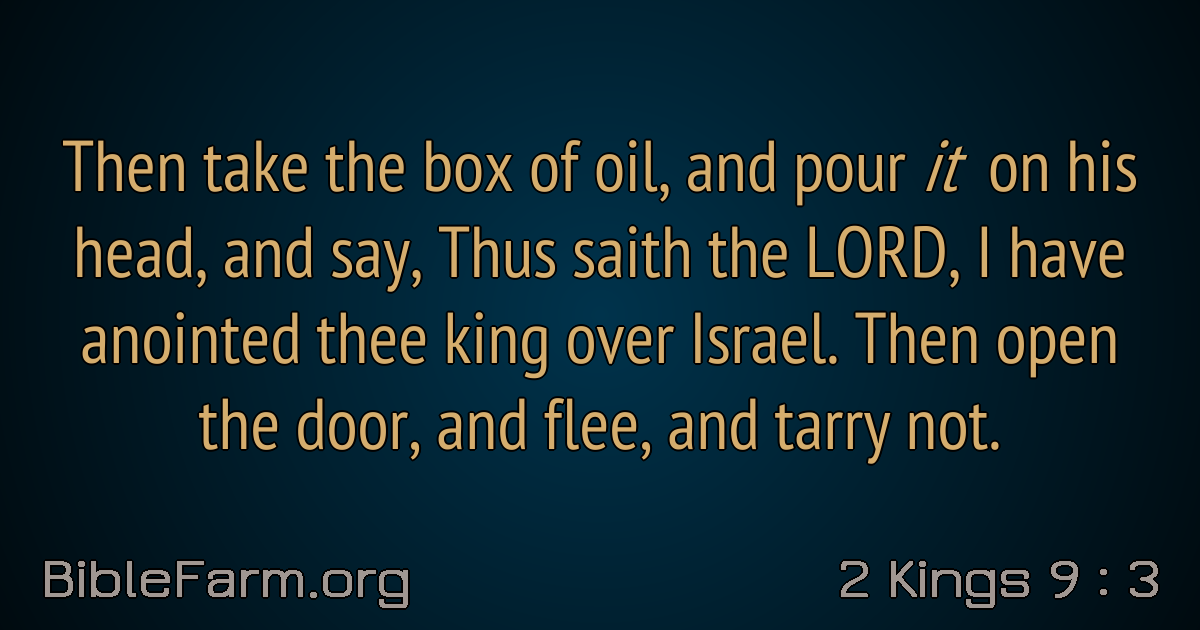 Then take the box of oil, and pour it on his
head, and say, Thus saith the LORD, I have
anointed thee king over Israel. Then open
the door, and flee, and tarry not.
BibleFarm.org
2 Kings 9 : 3